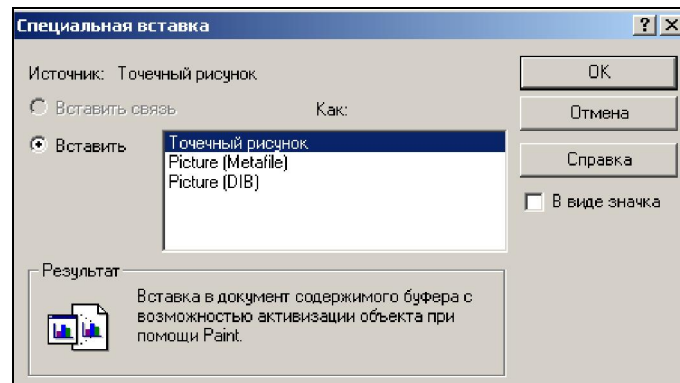 Специальная вставка
Источник: Точечный рисунок
ОК
Вставить связь
Как:
Отмена
Вставить
Точечный рисунок
Picture (Metafile)
Picture (DIB)
Справка
В виде значка
Результат
Вставка в документ содержимого буфера с
возможностью активизации объекта при
помощи Paint.